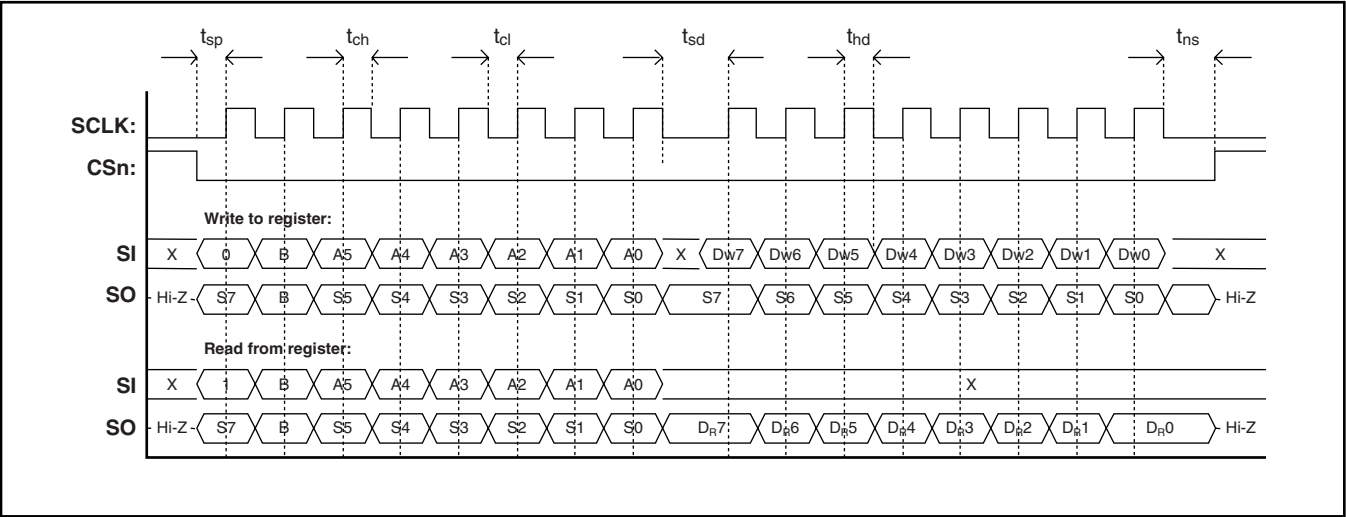 tsp tch tcl tsd thd tns
SCLK:
CSn:
Write to register:
SI X 0 B A5 A4 A3 A2 A1 A0 X Dw7 Dw6 Dw5 Dw4 Dw3 Dw2 Dw1 Dw0 X
SO Hi-Z S7 B S5 S4 S3 S2 S1 S0 S7 S6 S5 S4 S3 S2 S1 S0 Hi-Z
Read from register:
SI X 1 B A5 A4 A3 A2 A1 A0 X
SO Hi-Z S7 B S5 S4 S3 S2 S1 S0 DR7 DR6 DR5 DR4 DR3 DR2 DR1 DR0 Hi-Z